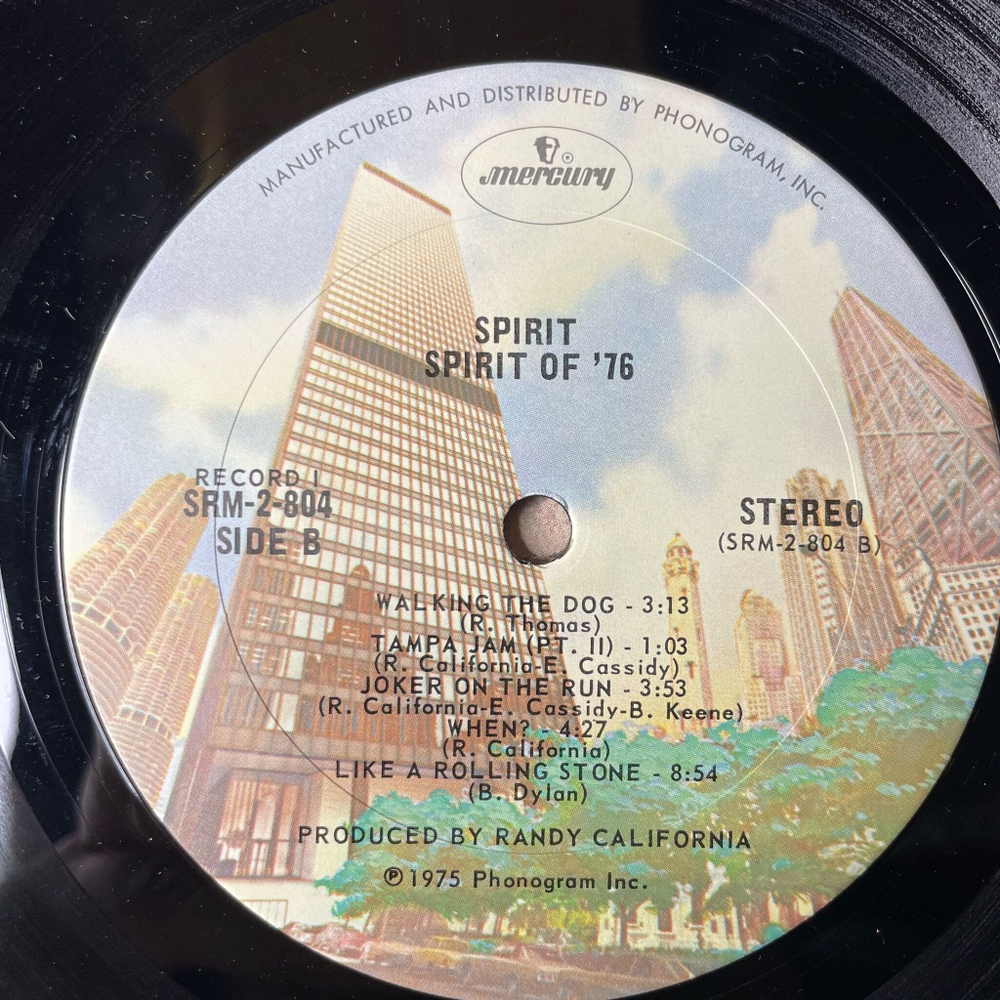 MANUFACTURED AND DISTRIBUTED BY PHONOGRAM, INC.
mercury
®
SPIRIT
SPIRIT OF '76
RECORD 1
SRM-2-804
SIDE B
STEREO
(SRM-2-804 B)
WALKING THE DOG - 3:13
(R. Thomas)
TAMPA JAM (PT. II) - 1:03
(R. California-E. Cassidy)
JOKER ON THE RUN - 3:53
(R. California-E. Cassidy-B. Keene)
WHEN? - 4:27
(R. California)
LIKE A ROLLING STONE - 8:54
(B. Dylan)
PRODUCED BY RANDY CALIFORNIA
℗ 1975 Phonogram Inc.